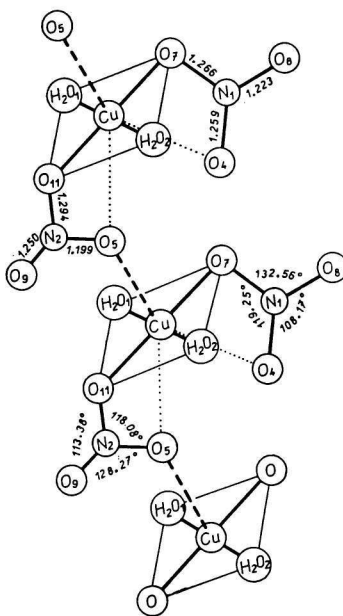 O5
O7 1.266 O8
H2O1 N1 1.223
Cu 1.259
H2O2 O4
O11
1.294
1.250 N2 O5
1.199
O9
O7 132.56° O8
H2O1 119.25° N1
108.17°
Cu
H2O2 O4
O11
113.38° 118.08°
N2 O5
128.27°
O9
O
H2O1
Cu
H2O2
O